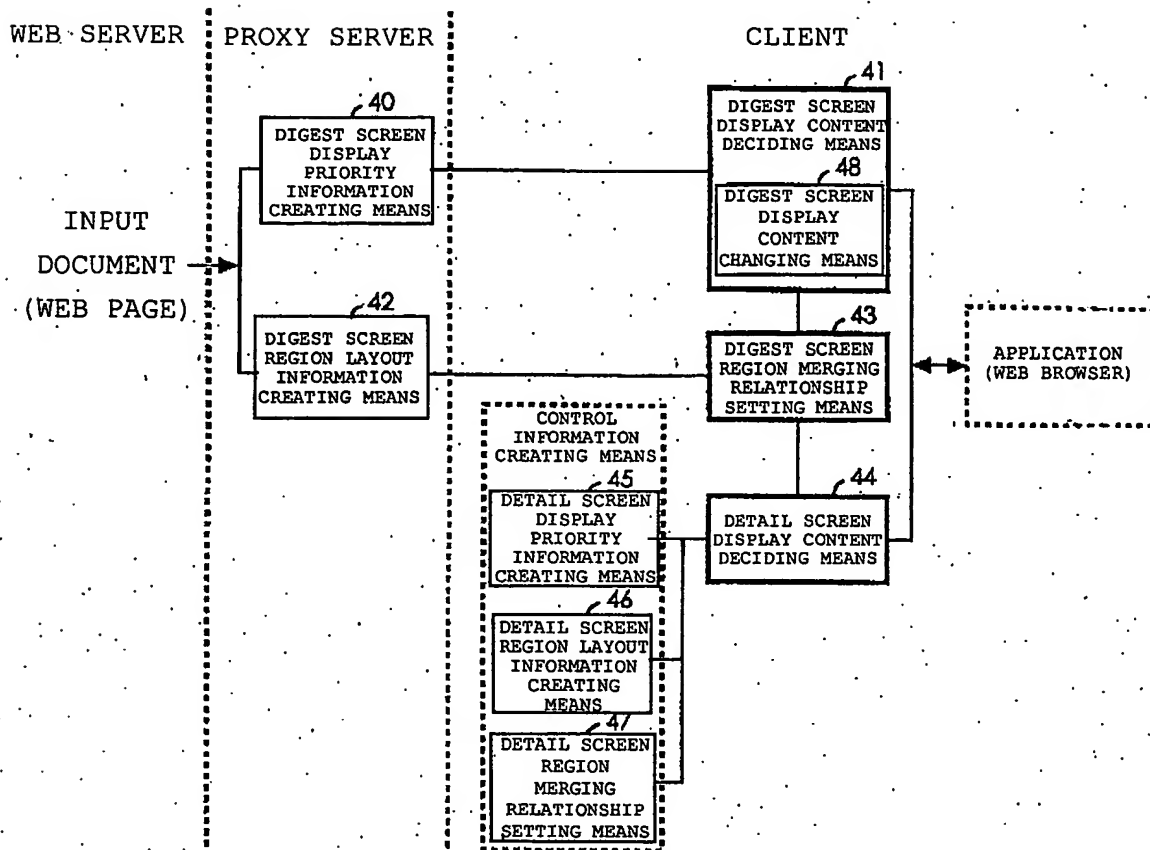 WEB SERVER
PROXY SERVER
CLIENT
INPUT
DOCUMENT
(WEB PAGE)
40
DIGEST SCREEN
DISPLAY
PRIORITY
INFORMATION
CREATING MEANS
42
DIGEST SCREEN
REGION LAYOUT
INFORMATION
CREATING MEANS
41
DIGEST SCREEN
DISPLAY CONTENT
DECIDING MEANS
48
DIGEST SCREEN
DISPLAY
CONTENT
CHANGING MEANS
43
DIGEST SCREEN
REGION MERGING
RELATIONSHIP
SETTING MEANS
44
DETAIL SCREEN
DISPLAY CONTENT
DECIDING MEANS
CONTROL
INFORMATION
CREATING MEANS
45
DETAIL SCREEN
DISPLAY
PRIORITY
INFORMATION
CREATING MEANS
46
DETAIL SCREEN
REGION LAYOUT
INFORMATION
CREATING
MEANS
47
DETAIL SCREEN
REGION
MERGING
RELATIONSHIP
SETTING MEANS
APPLICATION
(WEB BROWSER)